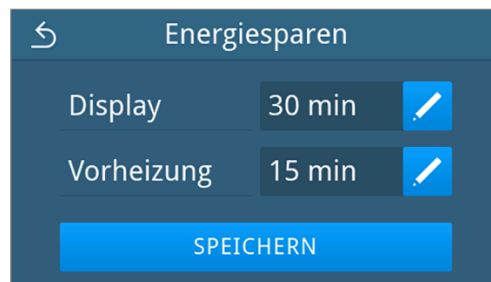 Energiesparen
Display 30 min
Vorheizung 15 min
SPEICHERN